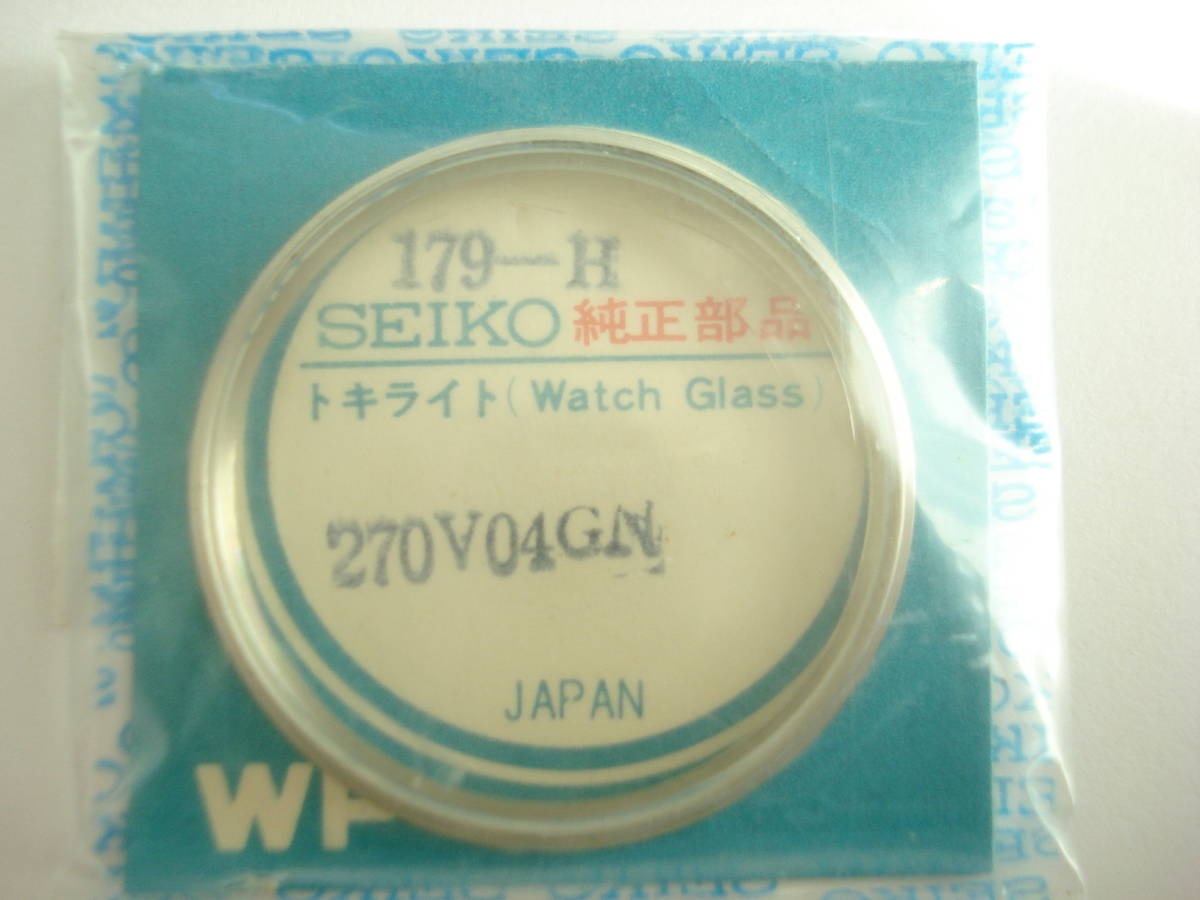 179-H
SEIKO 純正部品
トキライト(Watch Glass)
270V04GN
JAPAN
WP